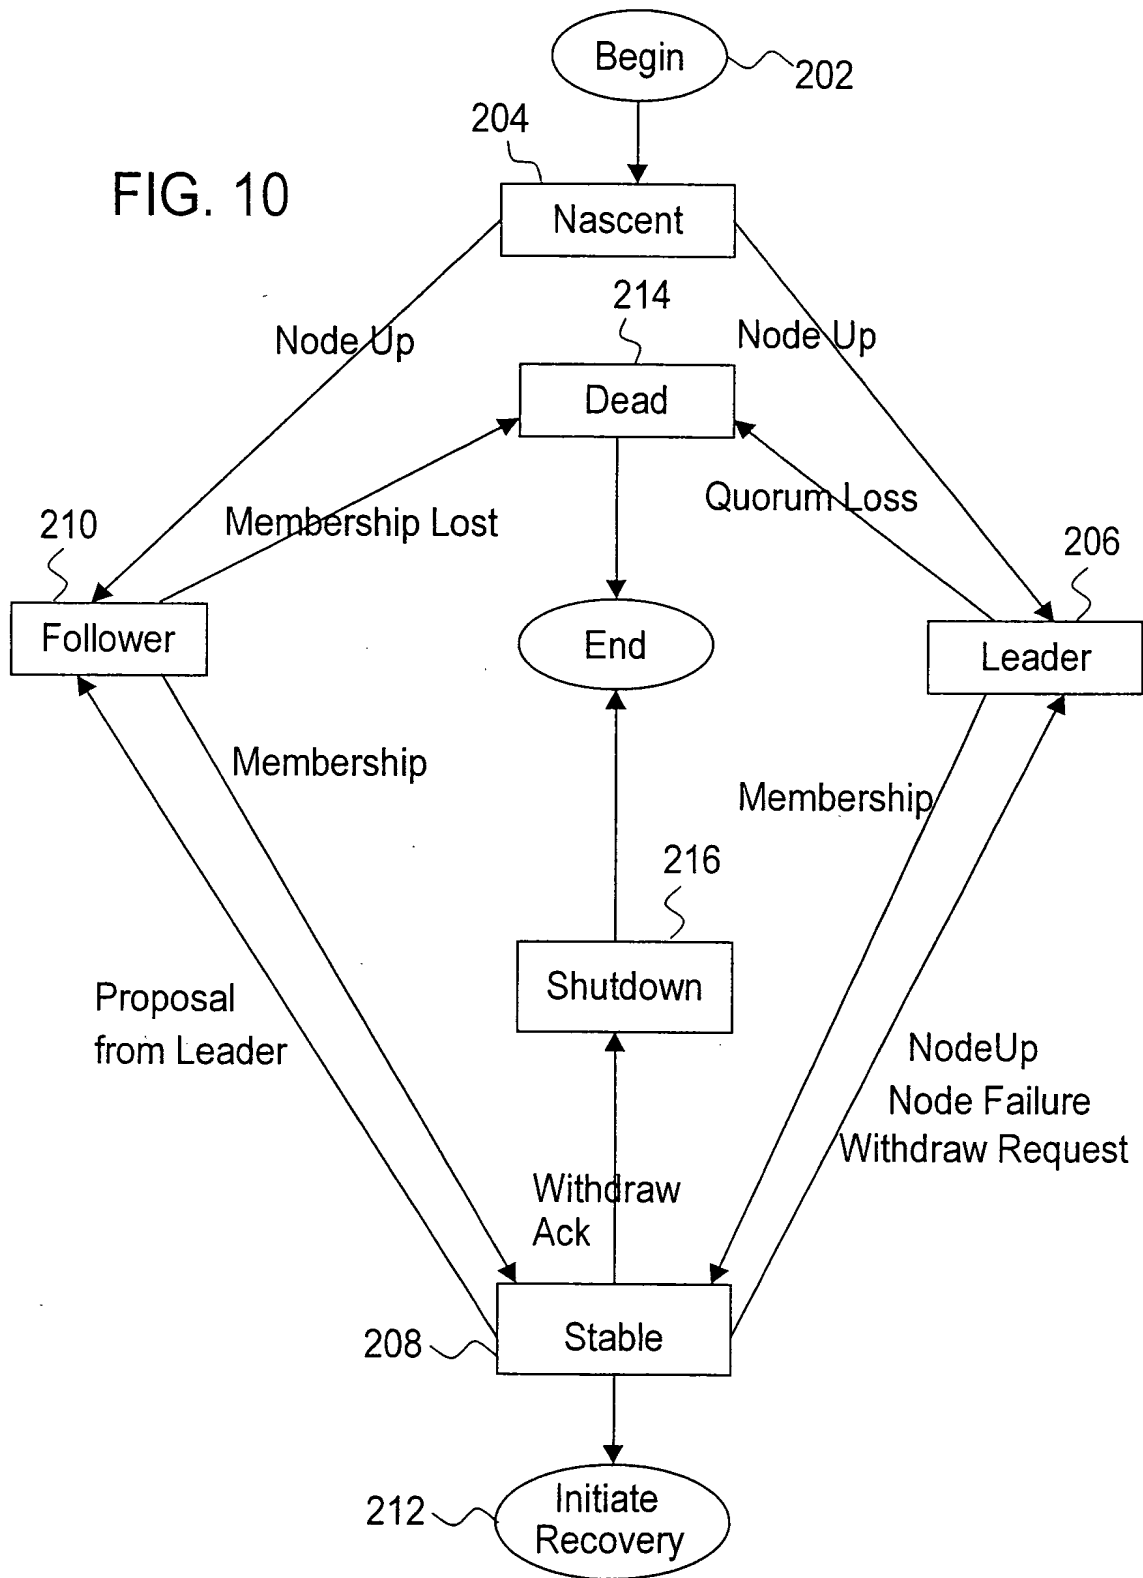 Begin
202
204
FIG. 10
Nascent
214
Node Up
Node Up
Dead
Quorum Loss
Membership Lost
210
206
Follower
End
Leader
Membership
Membership
216
Shutdown
Proposal
from Leader
NodeUp
Node Failure
Withdraw Request
Withdraw
Ack
Stable
208
Initiate
Recovery
212